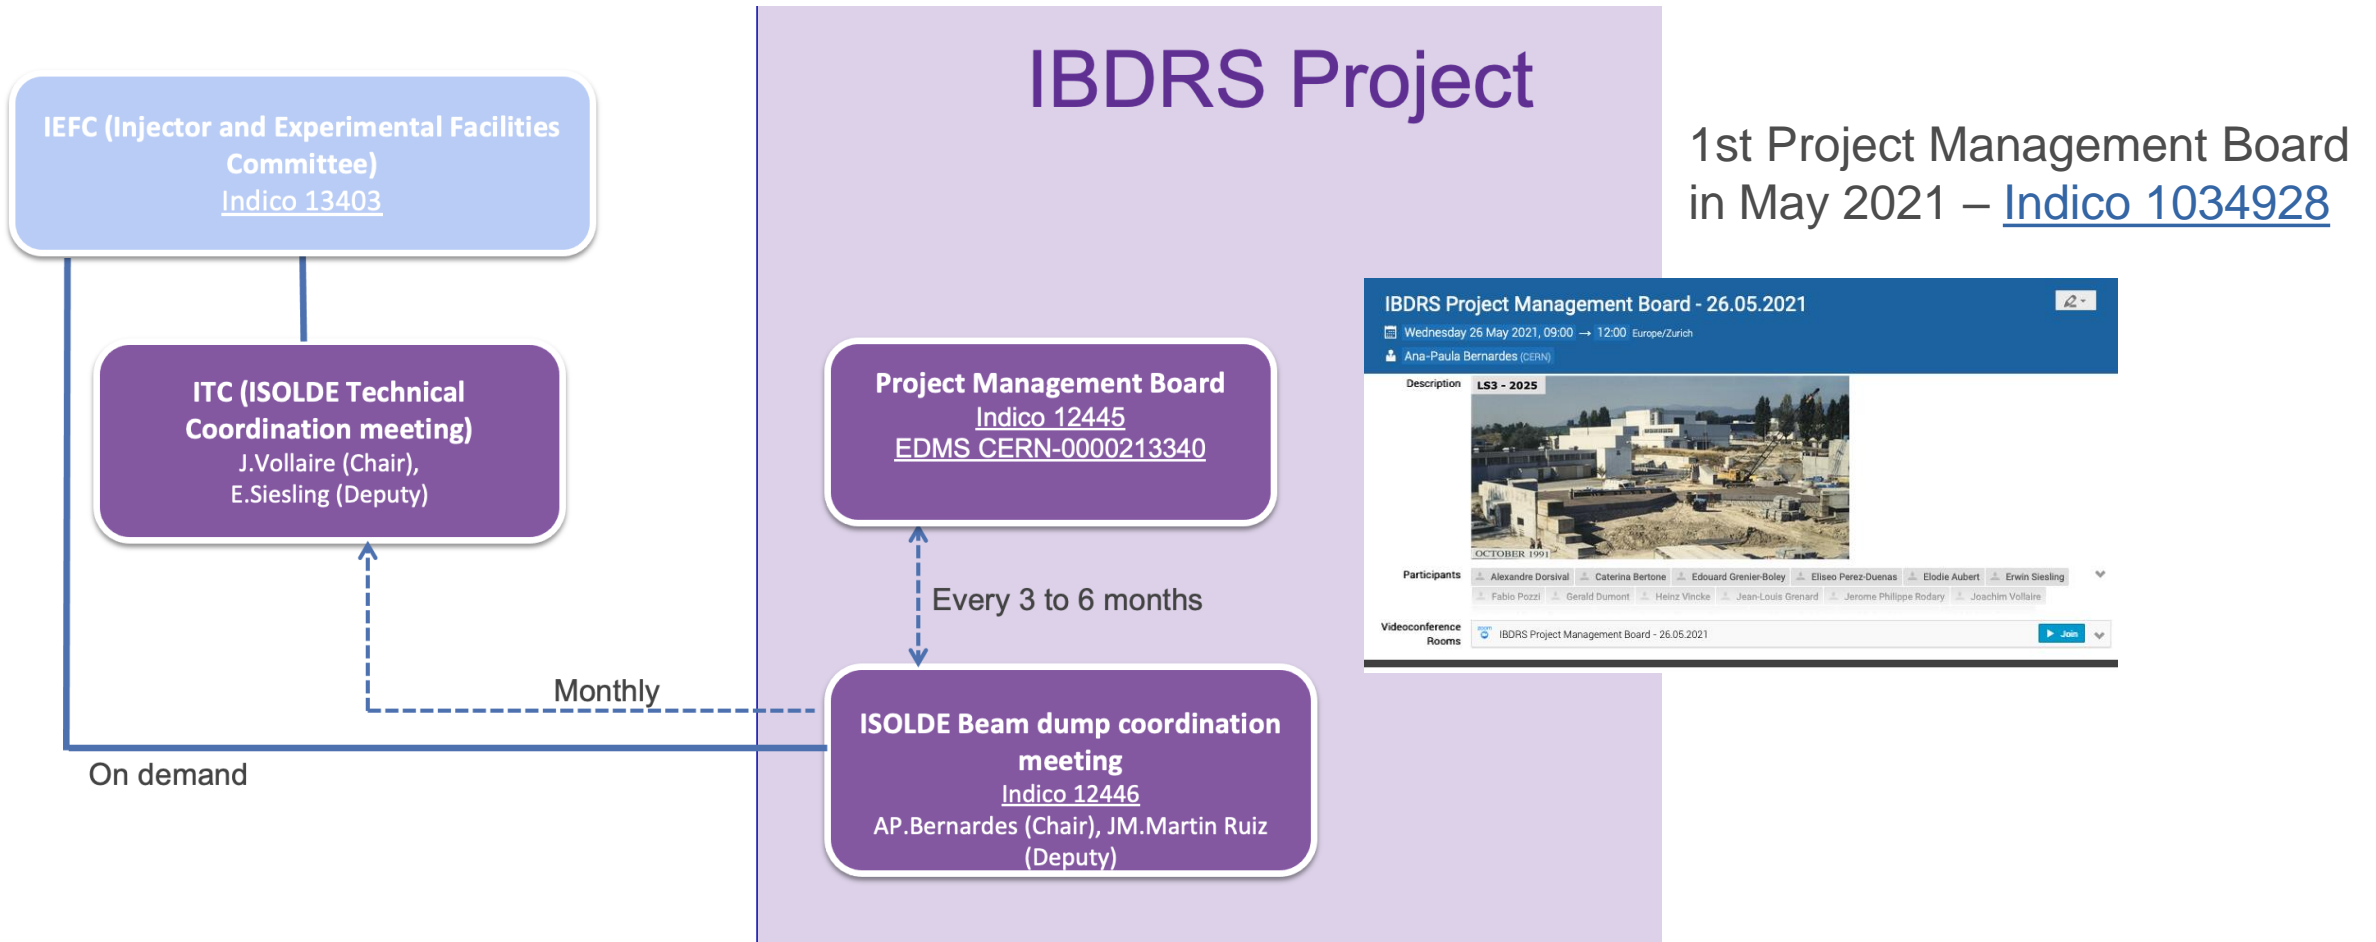 IBDRS Project
IEFC (Injector and Experimental Facilities
Committee)
Indico 13403
ITC (ISOLDE Technical
Coordination meeting)
J.Vollaire (Chair),
E.Siesling (Deputy)
Project Management Board
Indico 12445
EDMS CERN-0000213340
Every 3 to 6 months
Monthly
On demand
ISOLDE Beam dump coordination
meeting
Indico 12446
AP.Bernardes (Chair), JM.Martin Ruiz
(Deputy)
1st Project Management Board
in May 2021 – Indico 1034928
IBDRS Project Management Board - 26.05.2021
Wednesday 26 May 2021, 09:00 → 12:00 Europe/Zurich
Ana-Paula Bernardes (CERN)
Description
LS3 - 2025
OCTOBER 1991
Participants
Alexandre Dorsival Caterina Bertone Edouard Grenier-Boley Eliseo Perez-Duenas Elodie Aubert Erwin Siesling
Fabio Pozzi Gerald Dumont Heinz Vincke Jean-Louis Grenard Jerome Philippe Rodary Joachim Vollaire
Videoconference
Rooms
zoom
IBDRS Project Management Board - 26.05.2021
Join